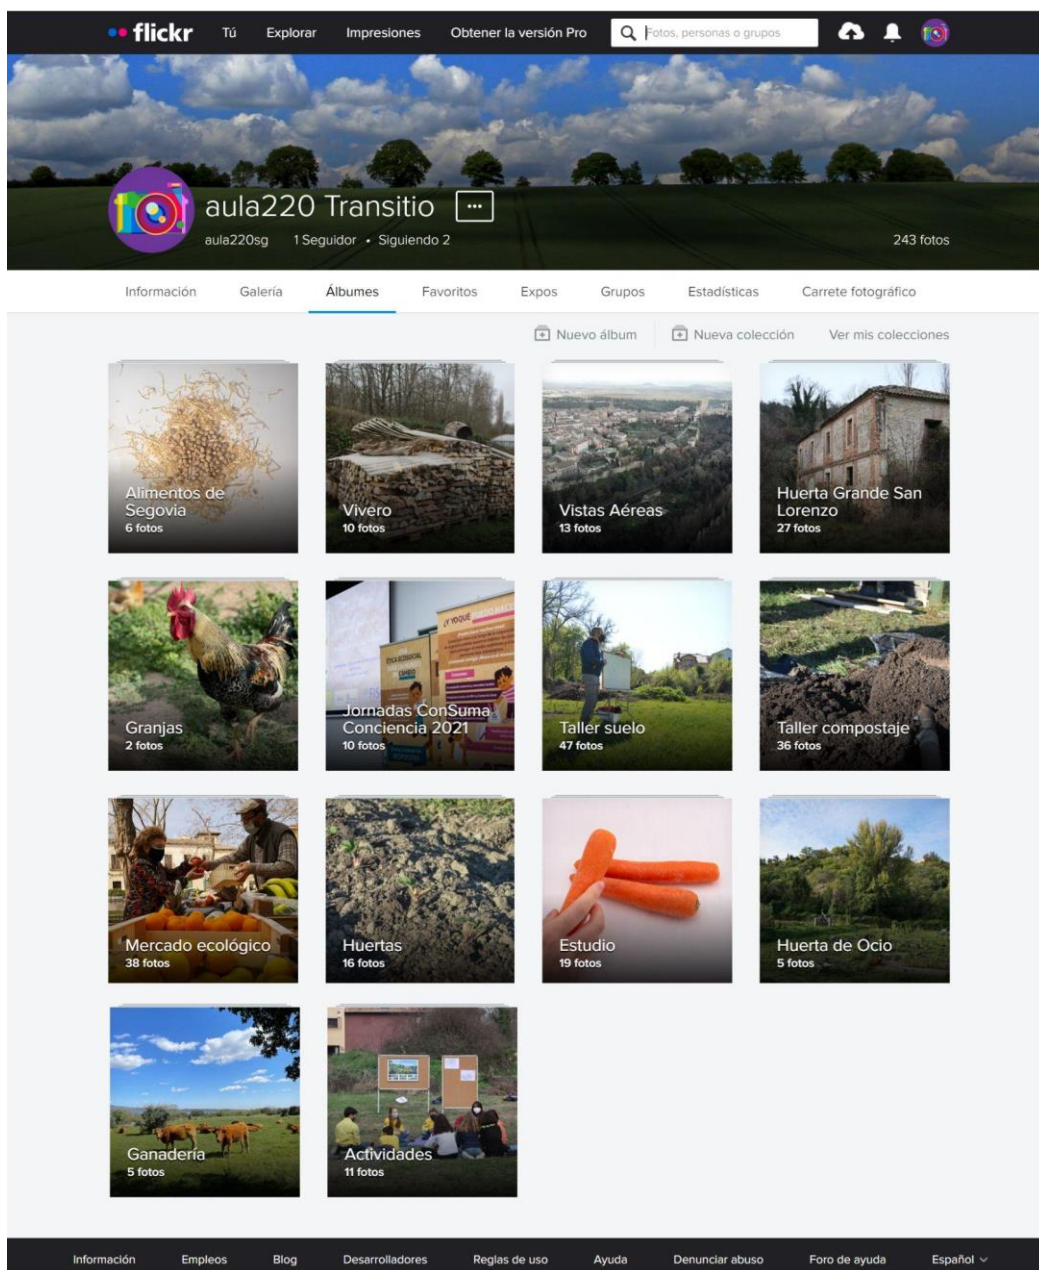 flickr Tú Explorar Impresiones Obtener la versión Pro Fotos, personas o grupos
aula220 Transitio
aula220sg 1 Seguidor • Siguiendo 2 243 fotos
Información Galería Álbumes Favoritos Expos Grupos Estadísticas Carrete fotográfico
Nuevo álbum Nueva colección Ver mis colecciones
Alimentos de
Segovia
6 fotos
Vivero
10 fotos
Vistas Aéreas
13 fotos
Huerta Grande San
Lorenzo
27 fotos
Granjas
2 fotos
¿Y YO QUÉ
ÉTICA ECOSOCIAL
CAMBIO
Jornadas ConSuma
Conciencia 2021
10 fotos
Taller suelo
47 fotos
Taller compostaje
36 fotos
Mercado ecológico
38 fotos
Huertas
16 fotos
Estudio
19 fotos
Huerta de Ocio
5 fotos
Ganadería
5 fotos
Actividades
11 fotos
Información Empleos Blog Desarrolladores Reglas de uso Ayuda Denunciar abuso Foro de ayuda Español